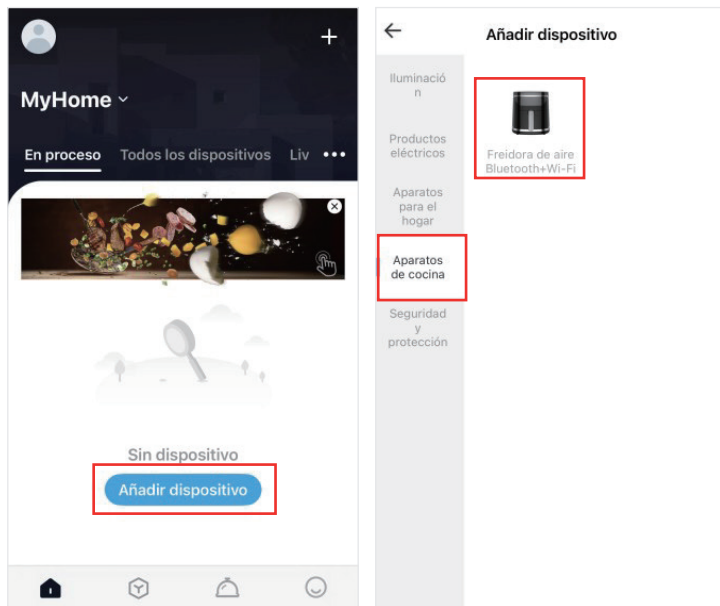 MyHome
En proceso Todos los dispositivos Liv
Sin dispositivo
Añadir dispositivo
Añadir dispositivo
Iluminació
n
Productos
eléctricos
Aparatos
para el
hogar
Aparatos
de cocina
Seguridad
y
protección
Freidora de aire
Bluetooth+Wi-Fi